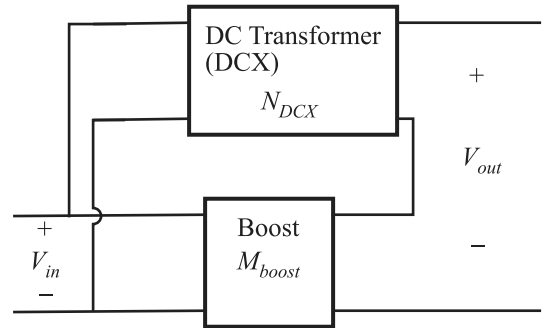 DC Transformer
(DCX)
N_DCX
+
V_out
−
Boost
M_boost
+
V_in
−